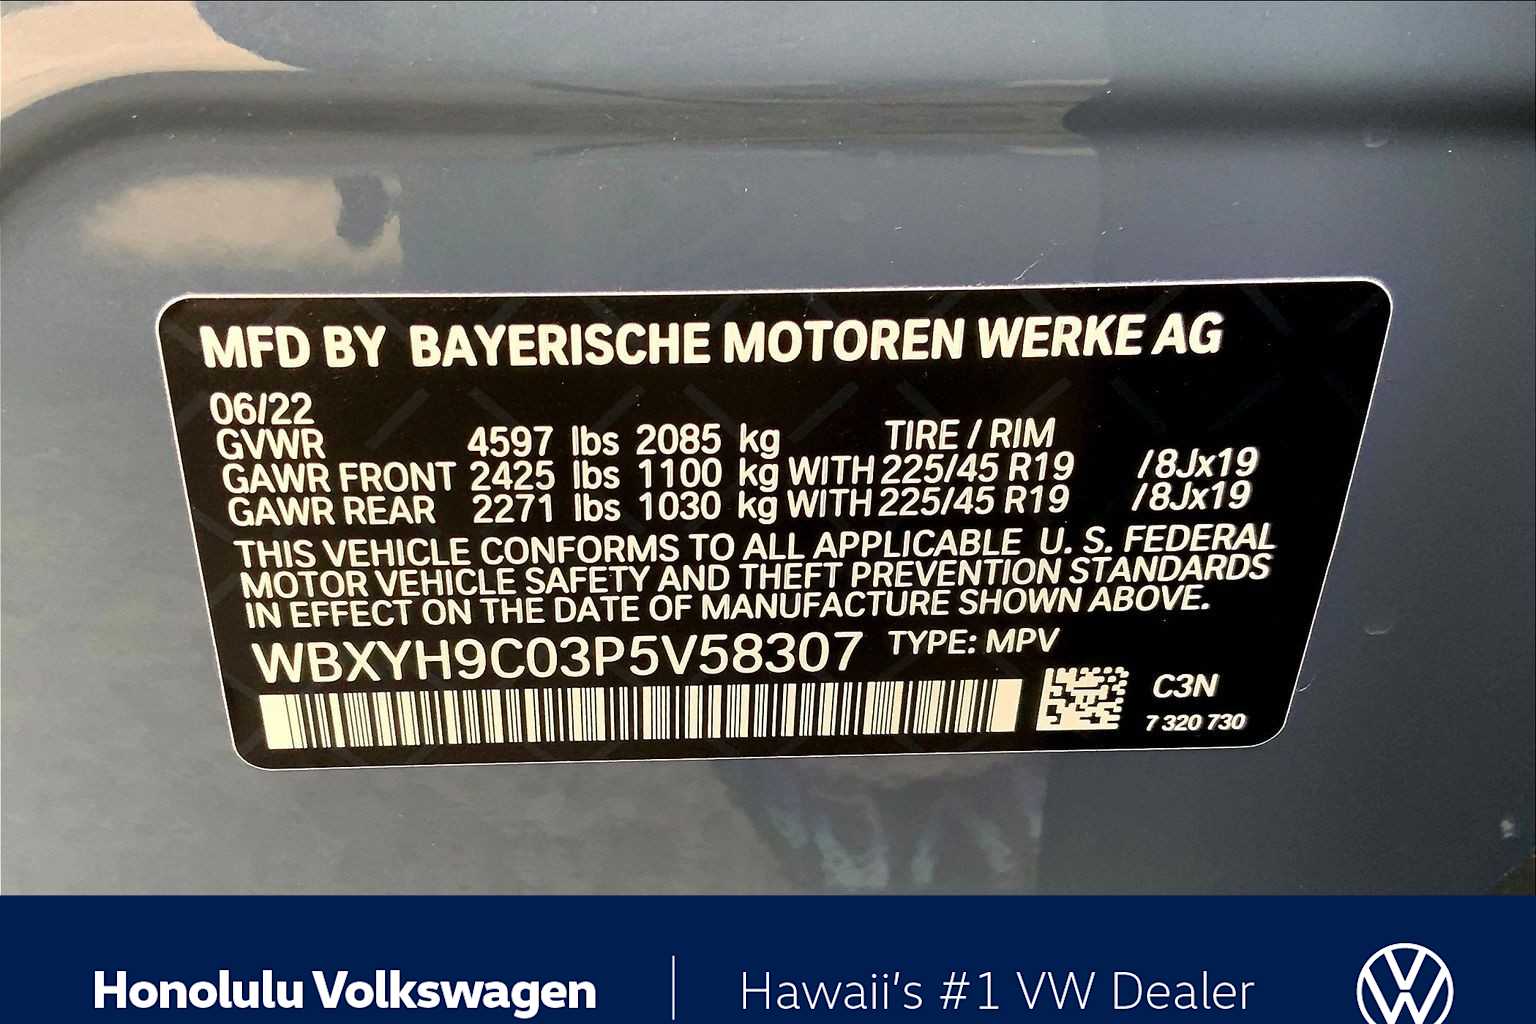 MFD BY BAYERISCHE MOTOREN WERKE AG
06/22
GVWR 4597 lbs 2085 kg TIRE / RIM
GAWR FRONT 2425 lbs 1100 kg WITH 225/45 R19 /8Jx19
GAWR REAR 2271 lbs 1030 kg WITH 225/45 R19 /8Jx19
THIS VEHICLE CONFORMS TO ALL APPLICABLE U. S. FEDERAL
MOTOR VEHICLE SAFETY AND THEFT PREVENTION STANDARDS
IN EFFECT ON THE DATE OF MANUFACTURE SHOWN ABOVE.
WBXYH9C03P5V58307 TYPE: MPV
C3N
7 320 730
Honolulu Volkswagen | Hawaii's #1 VW Dealer